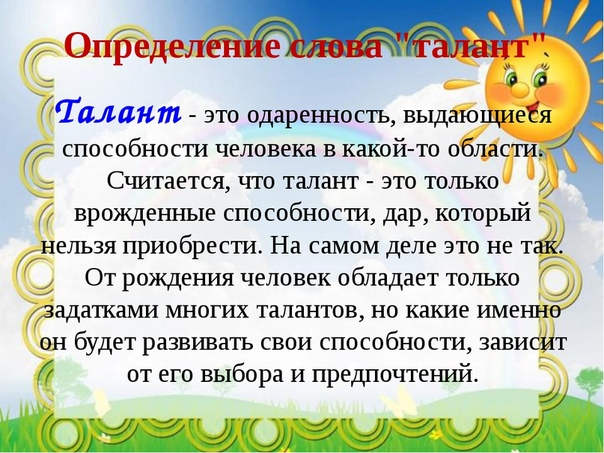 Определение слова "талант"
Талант - это одаренность, выдающиеся
способности человека в какой-то области.
Считается, что талант - это только
врожденные способности, дар, который
нельзя приобрести. На самом деле это не так.
От рождения человек обладает только
задатками многих талантов, но какие именно
он будет развивать свои способности, зависит
от его выбора и предпочтений.